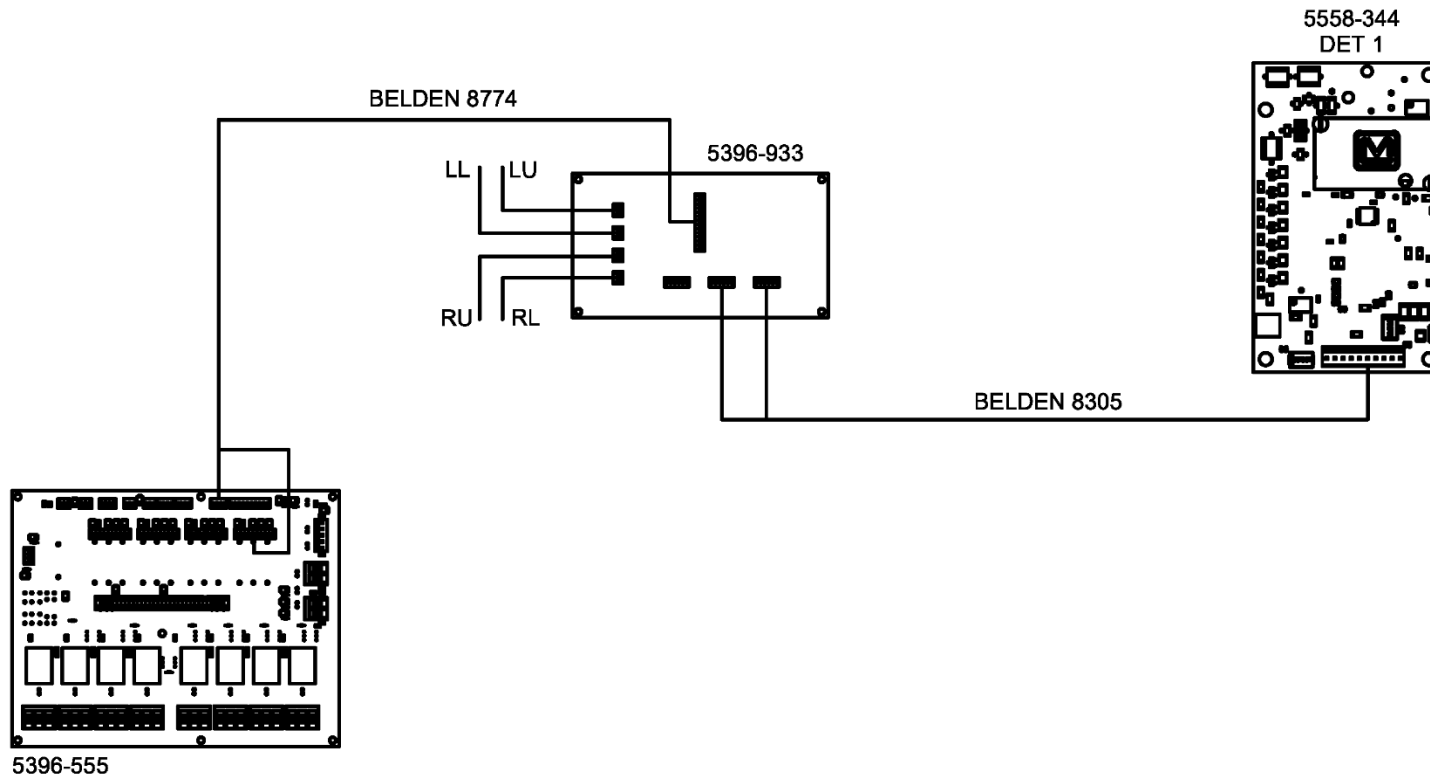 5558-344
DET 1
BELDEN 8774
5396-933
LL LU
RU RL
BELDEN 8305
5396-555
M